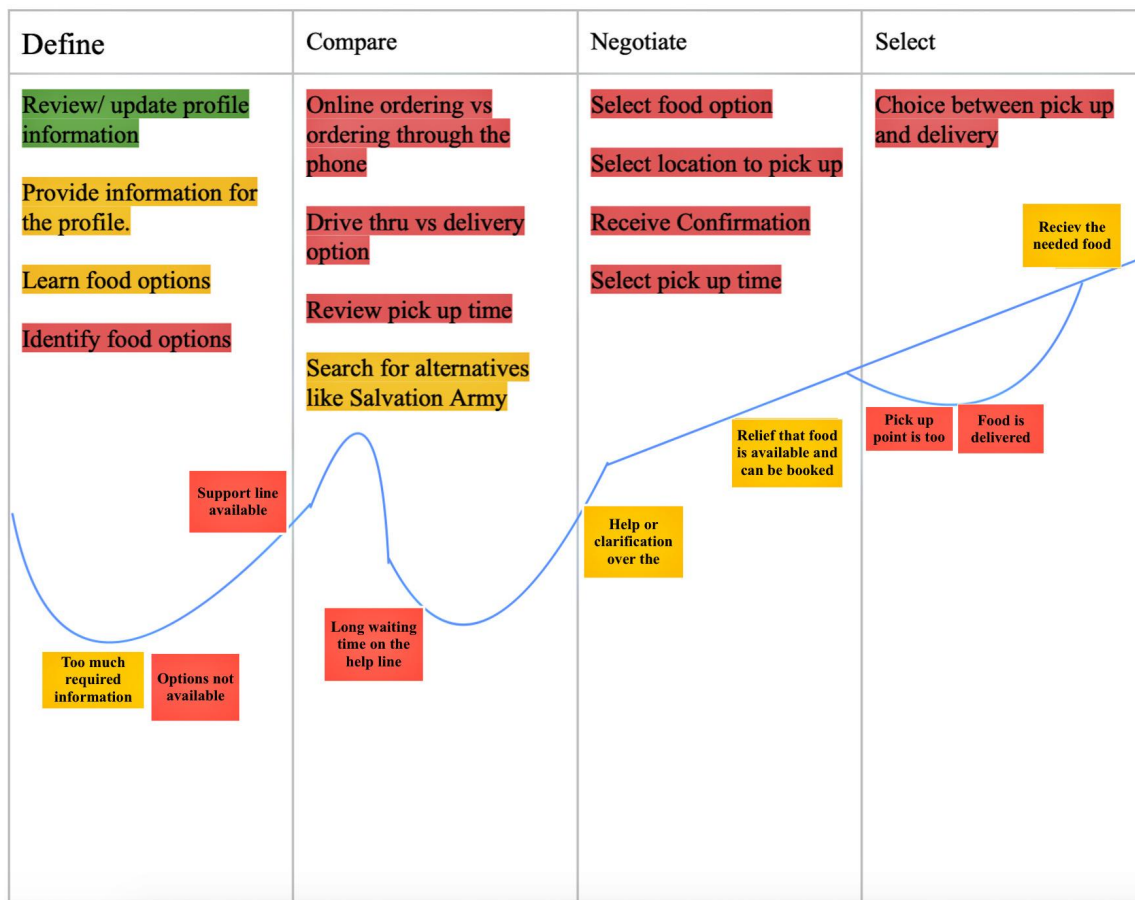 Define
Review/ update profile
information
Provide information for
the profile.
Learn food options
Identify food options
Support line
available
Too much
required
information
Options not
available
Compare
Online ordering vs
ordering through the
phone
Drive thru vs delivery
option
Review pick up time
Search for alternatives
like Salvation Army
Long waiting
time on the
help line
Negotiate
Select food option
Select location to pick up
Receive Confirmation
Select pick up time
Relief that food
is available and
can be booked
Help or
clarification
over the
Select
Choice between pick up
and delivery
Reciev the
needed food
Pick up
point is too
Food is
delivered